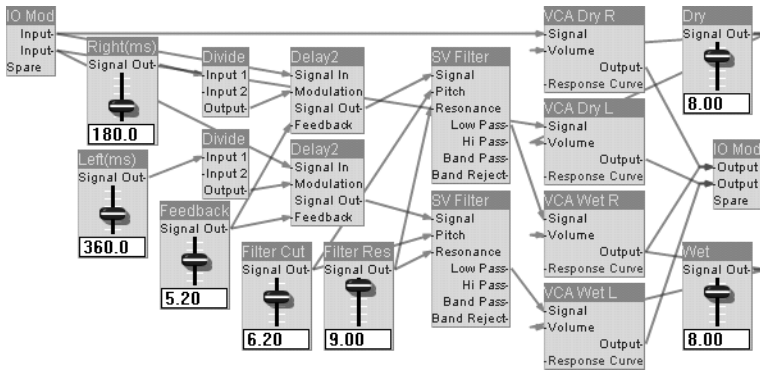 IO Mod
Input
Input
Spare
Right(ms)
Signal Out
180.0
Left(ms)
Signal Out
360.0
Divide
Input 1
Input 2
Output
Divide
Input 1
Input 2
Output
Feedback
Signal Out
5.20
Delay2
Signal In
Modulation
Signal Out
Feedback
Delay2
Signal In
Modulation
Signal Out
Feedback
Filter Cut
Signal Out
6.20
Filter Res
Signal Out
9.00
SV Filter
Signal
Pitch
Resonance
Low Pass
Hi Pass
Band Pass
Band Reject
SV Filter
Signal
Pitch
Resonance
Low Pass
Hi Pass
Band Pass
Band Reject
VCA Dry R
Signal
Volume
Output
Response Curve
VCA Dry L
Signal
Volume
Output
Response Curve
VCA Wet R
Signal
Volume
Output
Response Curve
VCA Wet L
Signal
Volume
Output
Response Curve
Dry
Signal Out
8.00
IO Mod
Output
Output
Spare
Wet
Signal Out
8.00